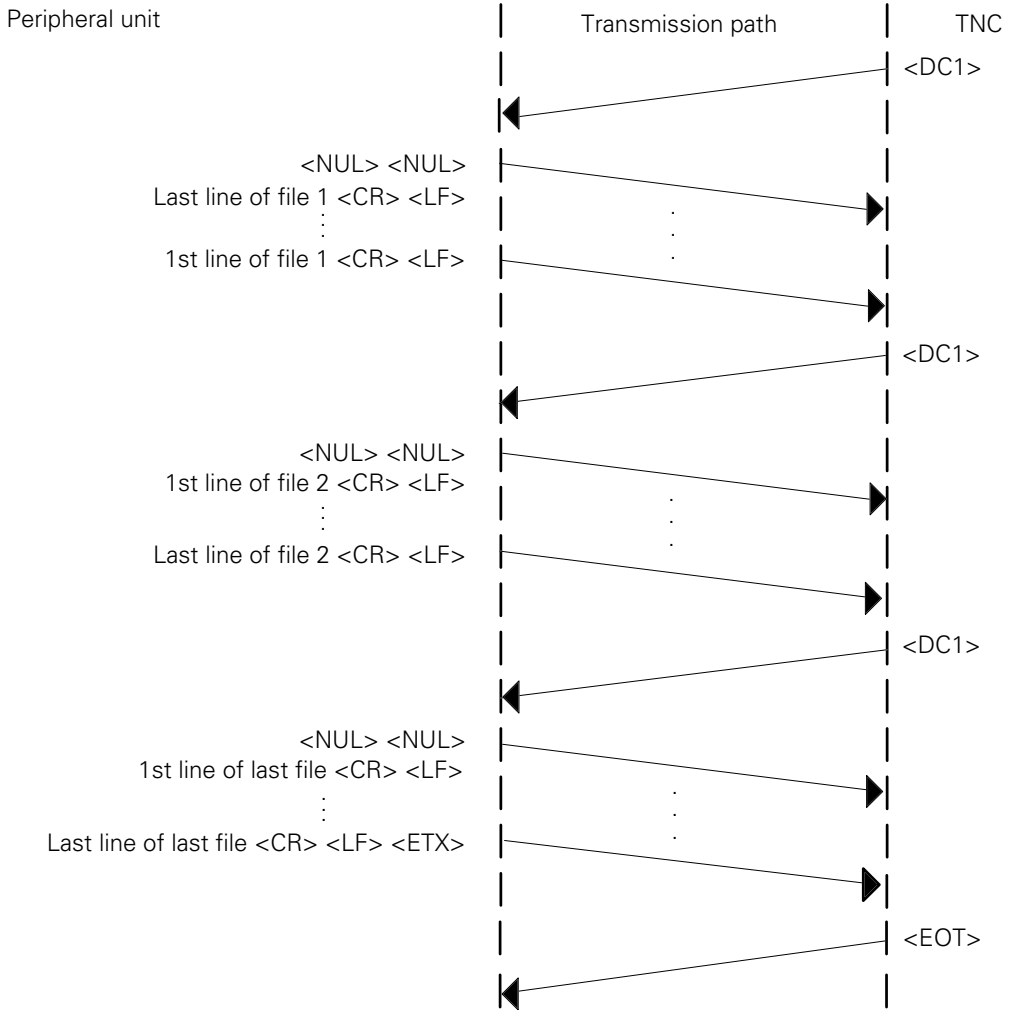 Peripheral unit
Transmission path
TNC
<DC1>
<NUL> <NUL>
Last line of file 1 <CR> <LF>
1st line of file 1 <CR> <LF>
<DC1>
<NUL> <NUL>
1st line of file 2 <CR> <LF>
Last line of file 2 <CR> <LF>
<DC1>
<NUL> <NUL>
1st line of last file <CR> <LF>
Last line of last file <CR> <LF> <ETX>
<EOT>